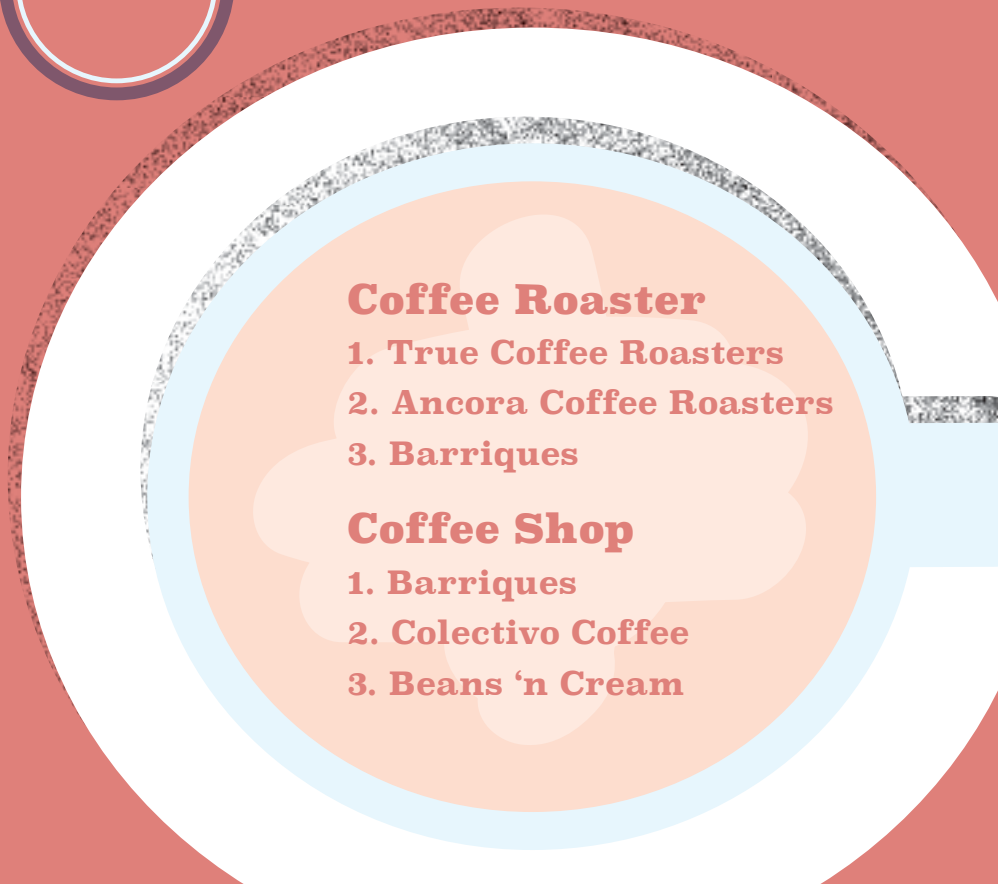 Coffee Roaster
1. True Coffee Roasters
2. Ancora Coffee Roasters
3. Barriques
Coffee Shop
1. Barriques
2. Colectivo Coffee
3. Beans ‘n Cream